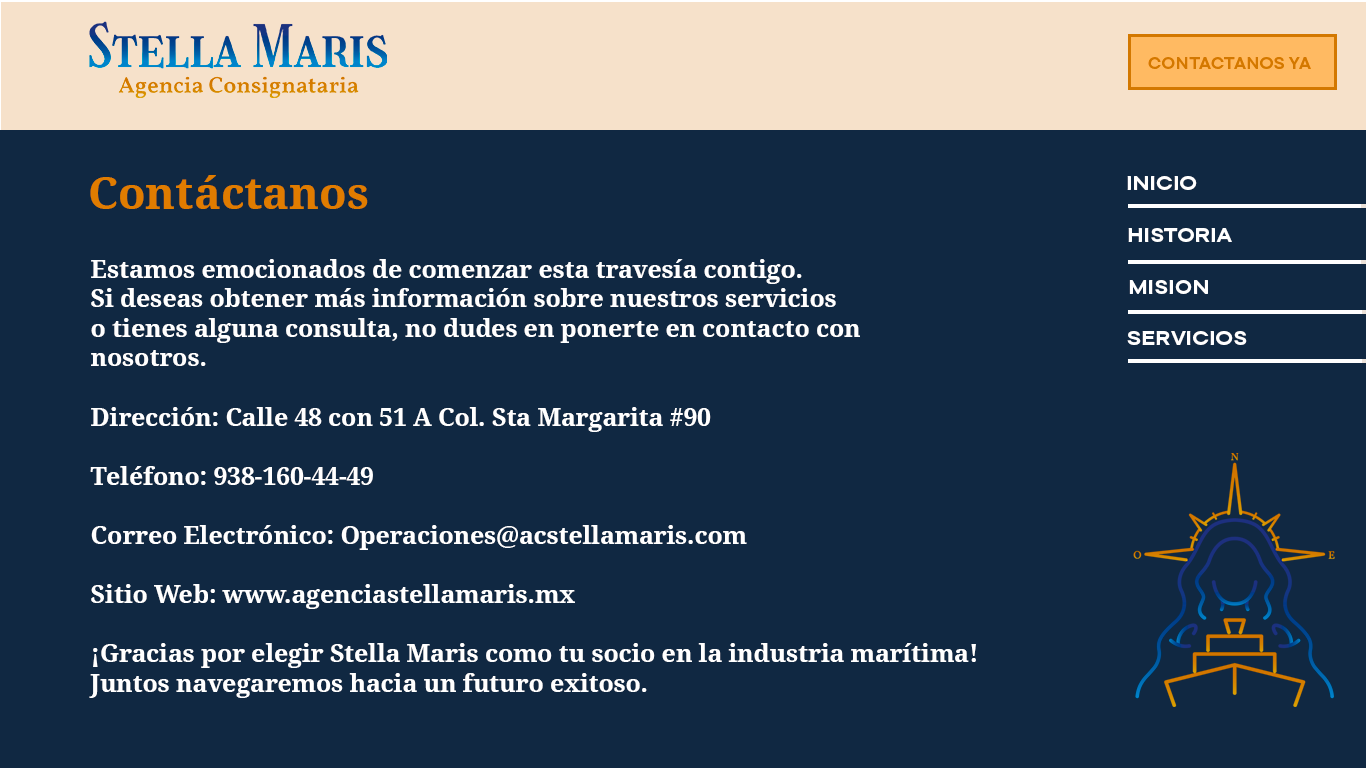 STELLA MARIS
Agencia Consignataria
CONTACTANOS YA
Contáctanos
Estamos emocionados de comenzar esta travesía contigo.
Si deseas obtener más información sobre nuestros servicios
o tienes alguna consulta, no dudes en ponerte en contacto con
nosotros.
Dirección: Calle 48 con 51 A Col. Sta Margarita #90
Teléfono: 938-160-44-49
Correo Electrónico: Operaciones@acstellamaris.com
Sitio Web: www.agenciastellamaris.mx
¡Gracias por elegir Stella Maris como tu socio en la industria marítima!
Juntos navegaremos hacia un futuro exitoso.
INICIO
HISTORIA
MISION
SERVICIOS
N
O E